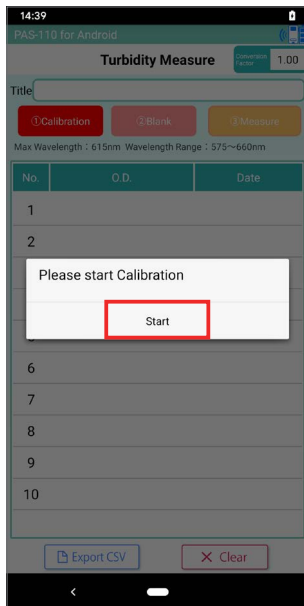 14:39
PAS-110 for Android
Turbidity Measure
Conversion Factor 1.00
Title
①Calibration ②Blank ③Measure
Max Wavelength：615nm Wavelength Range：575～660nm
No. O.D. Date
1
2
Please start Calibration
Start
6
7
8
9
10
Export CSV Clear